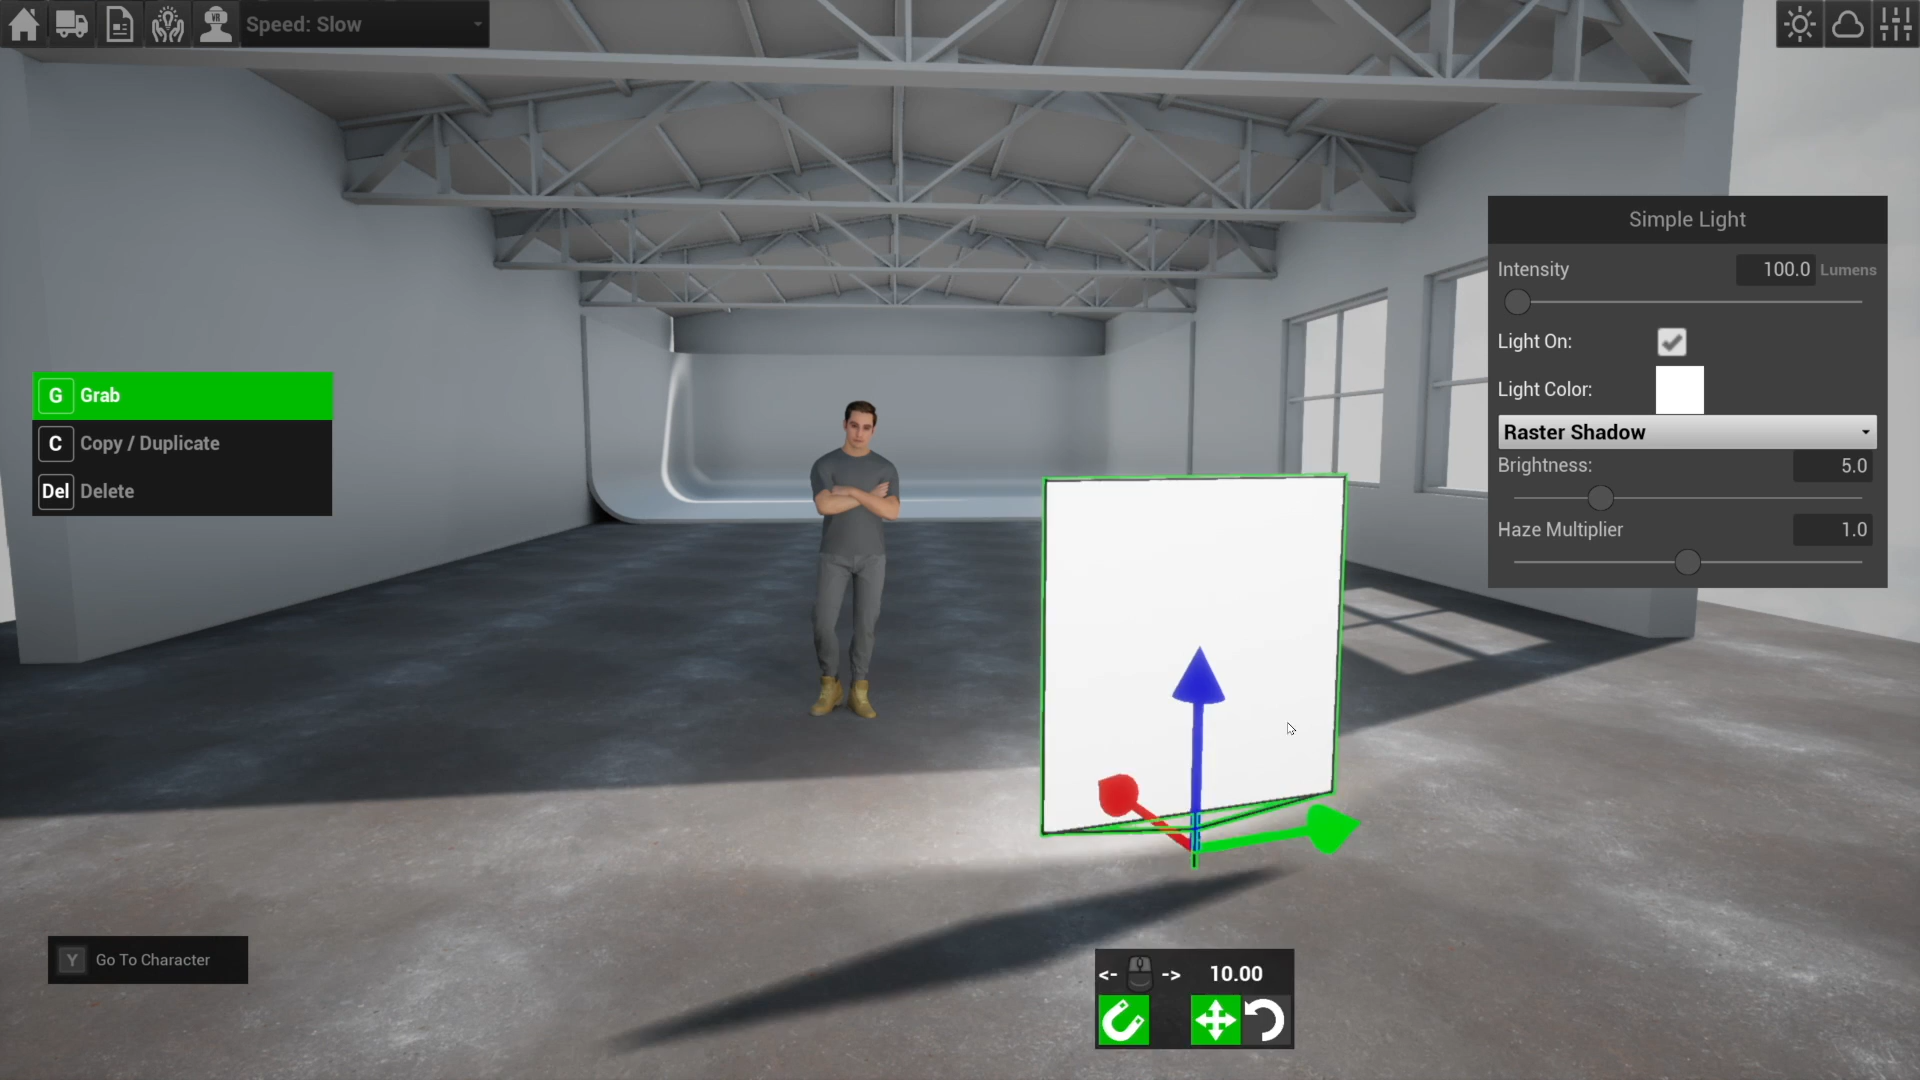 VR
Speed: Slow
Simple Light
Intensity 100.0 Lumens
Light On:
Light Color:
Raster Shadow
Brightness: 5.0
Haze Multiplier 1.0
G Grab
C Copy / Duplicate
Del Delete
Y Go To Character
<- -> 10.00